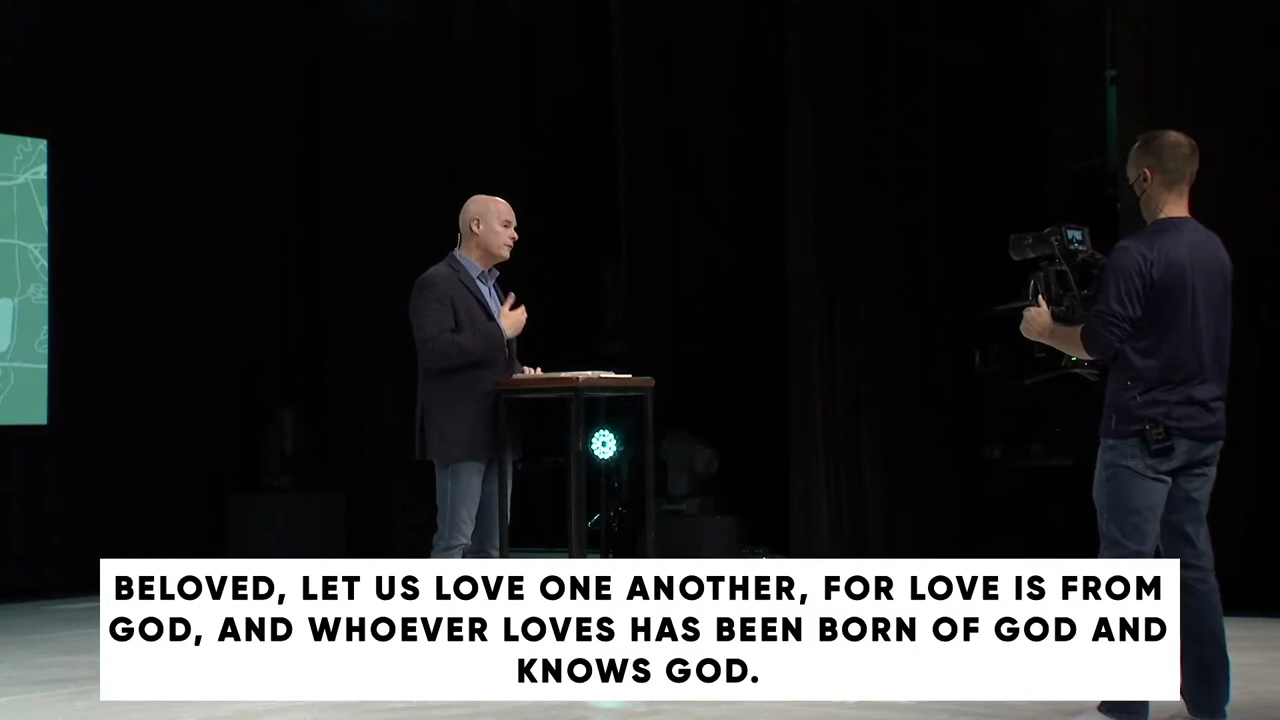 BELOVED, LET US LOVE ONE ANOTHER, FOR LOVE IS FROM
GOD, AND WHOEVER LOVES HAS BEEN BORN OF GOD AND
KNOWS GOD.